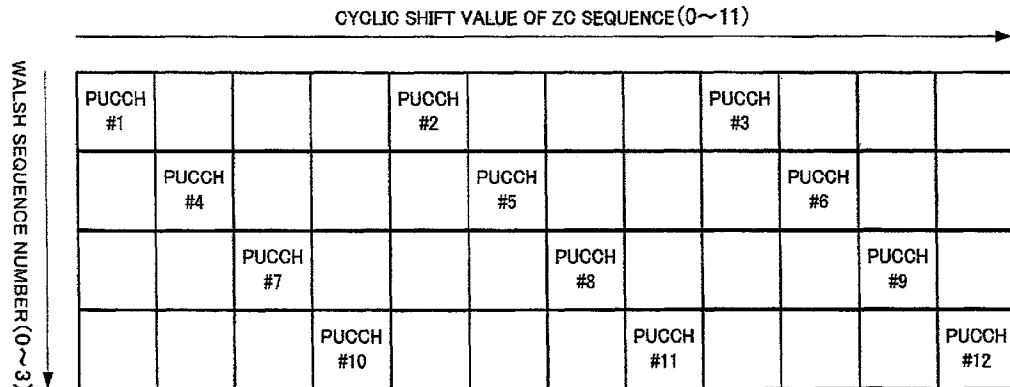 CYCLIC SHIFT VALUE OF ZC SEQUENCE(0~11)
WALSH SEQUENCE NUMBER(0~3)
PUCCH
#1
PUCCH
#2
PUCCH
#3
PUCCH
#4
PUCCH
#5
PUCCH
#6
PUCCH
#7
PUCCH
#8
PUCCH
#9
PUCCH
#10
PUCCH
#11
PUCCH
#12